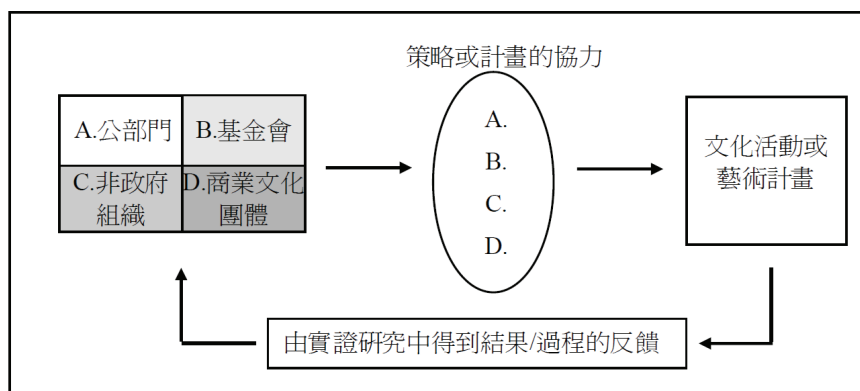 策略或計畫的協力
A.公部門
B.基金會
C.非政府
組織
D.商業文化
團體
A.
B.
C.
D.
文化活動或
藝術計畫
由實證研究中得到結果/過程的反饋